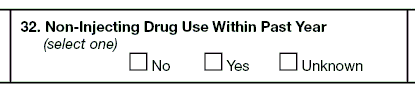 32. Non-Injecting Drug Use Within Past Year
(select one)
No Yes Unknown